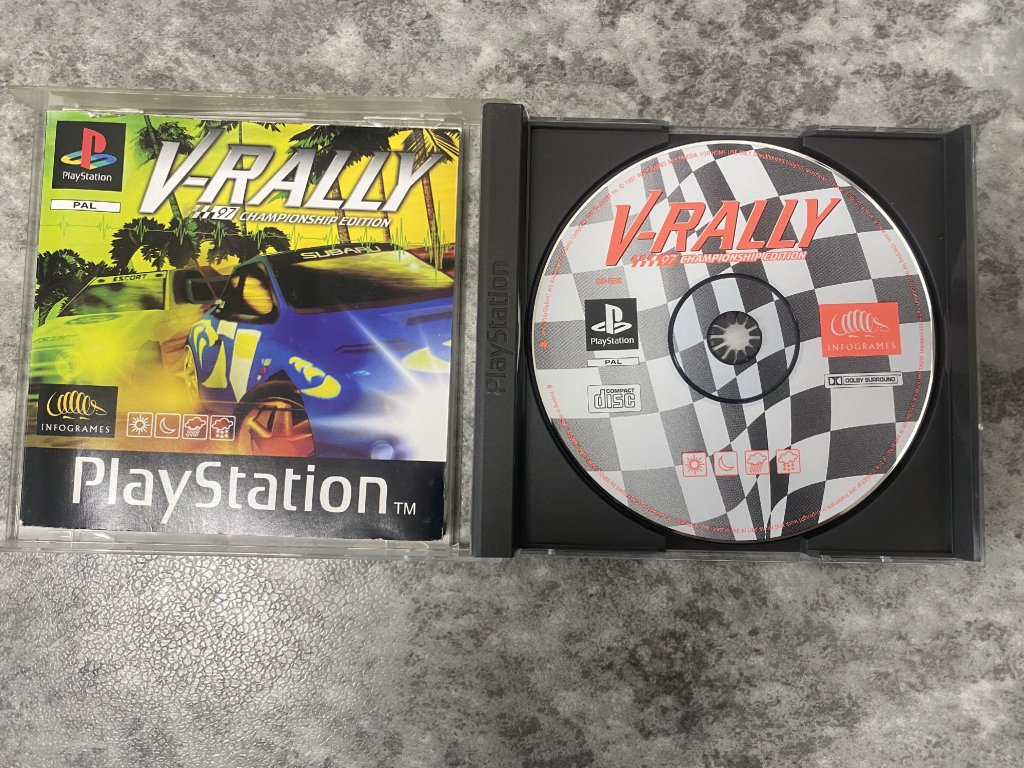 PlayStation
PAL
V-RALLY
97 CHAMPIONSHIP EDITION
SUBARU
ESCORT
INFOGRAMES
PlayStation™
PlayStation
V-RALLY
97 CHAMPIONSHIP EDITION
PlayStation
PAL
COMPACT
disc
INFOGRAMES
DOLBY SURROUND